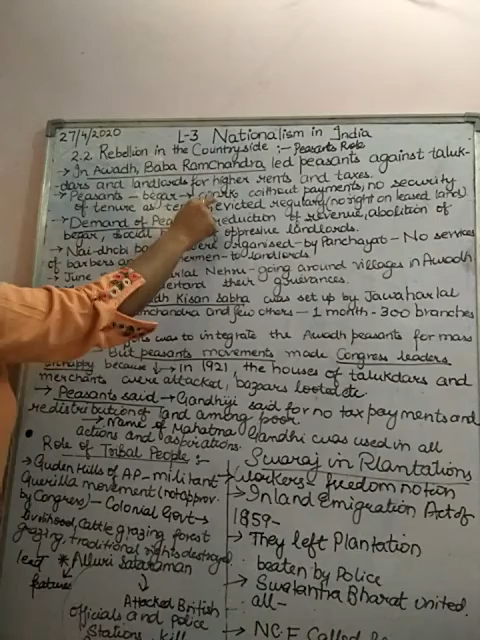 27/4/2020 L-3 Nationalism in India
2.2. Rebellion in the Countryside :- Peasants Role
→ In Awadh, Baba Ramchandra, led peasants against taluk-
dars and landlords for higher rents and taxes.
→ Peasants - begar → works without payments, no security
of tenure as evicted regularly (no right on leased land)
→ Demand of reduction of revenue, abolition of
begar, social oppresive landlords.
→ Nai-dhobi organised - by Panchayat - No services
of barbers to landlords.
→ June Nehru - going around villages in Awadh
their grievances.
Kisan Sabha was set up by Jawaharlal
and few others - 1 month - 300 branches
was to integrate the Awadh peasants for mass
But peasants movements made Congress leaders
unhappy because → in 1921, the houses of talukdars and
merchants were attacked, bazaars looted etc
→ Peasants said → Gandhiji said for no tax payments and
redistribution of land among poor.
→ Name of Mahatma Gandhi was used in all
actions and aspirations.
• Role of Tribal People :-
→ Guden Hills of AP - militant
Guerilla movement (not approv.
by Congress) - Colonial Govt →
livelihood, Cattle grazing, forest
grazing, traditional rights destroyed
* Alluri Sitaraman
Attacked British
officials and police
Stations, kill
Swaraj in Plantations
→ Workers - freedom notion
→ Inland Emigration Act of
1859-
→ They left Plantation
beaten by Police
→ Swatantra Bharat united
all-
→ NCF Called